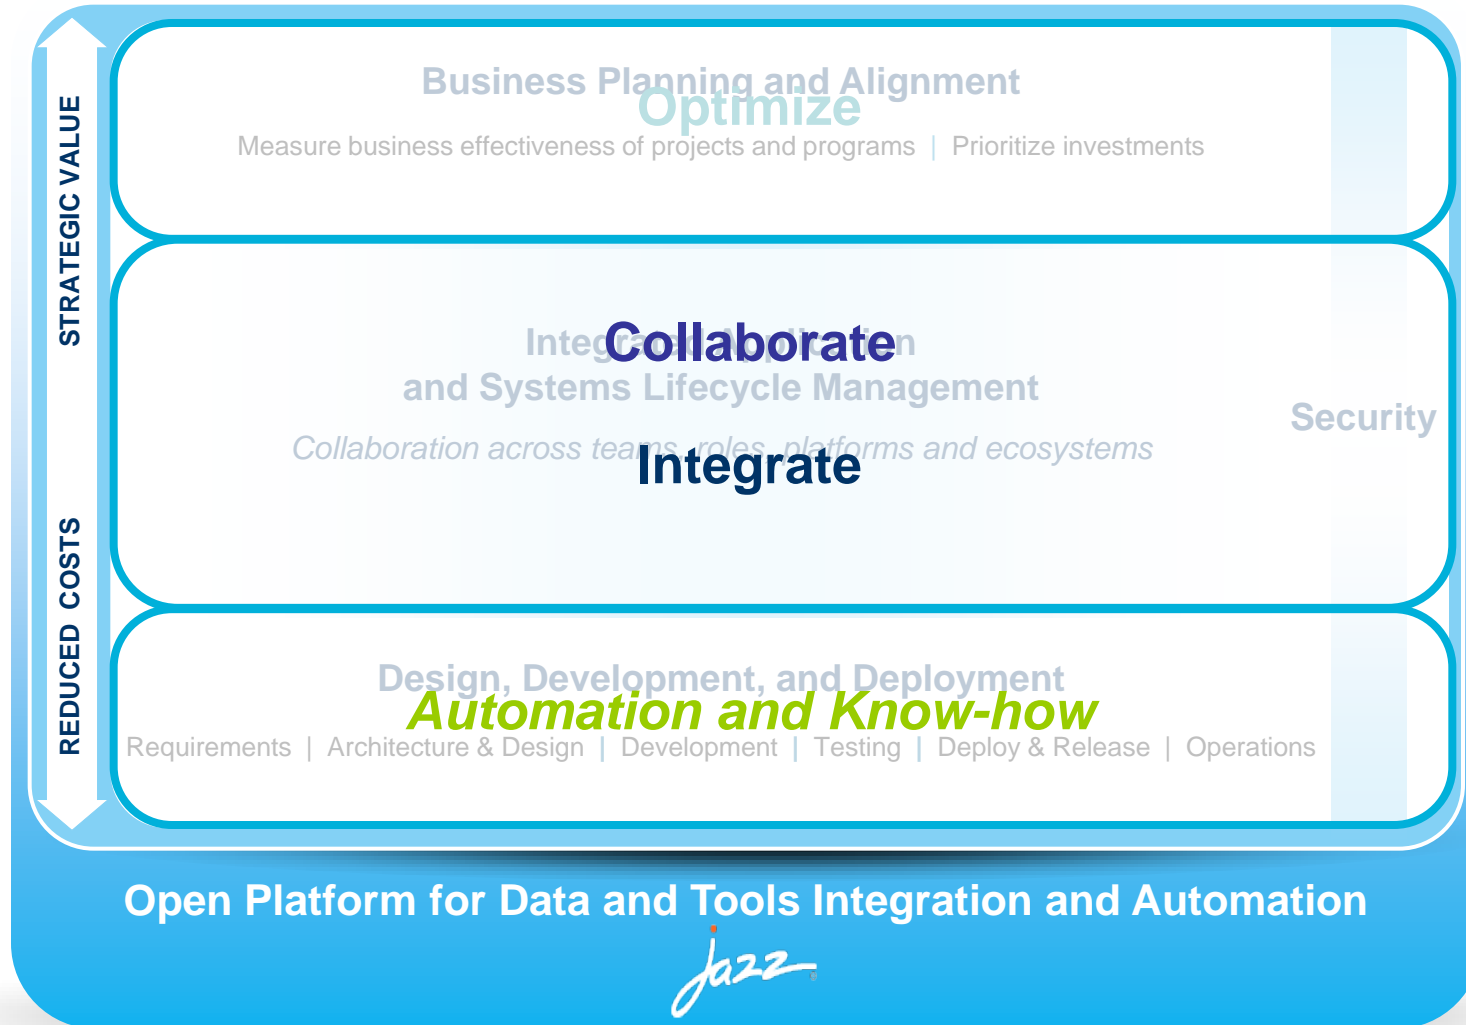 STRATEGIC VALUE
REDUCED COSTS
Business Planning and Alignment
Optimize
Measure business effectiveness of projects and programs | Prioritize investments
Integrated Application
Collaborate
and Systems Lifecycle Management
Security
Collaboration across teams, roles, platforms and ecosystems
Integrate
Design, Development, and Deployment
Automation and Know-how
Requirements | Architecture & Design | Development | Testing | Deploy & Release | Operations
Open Platform for Data and Tools Integration and Automation
jazz